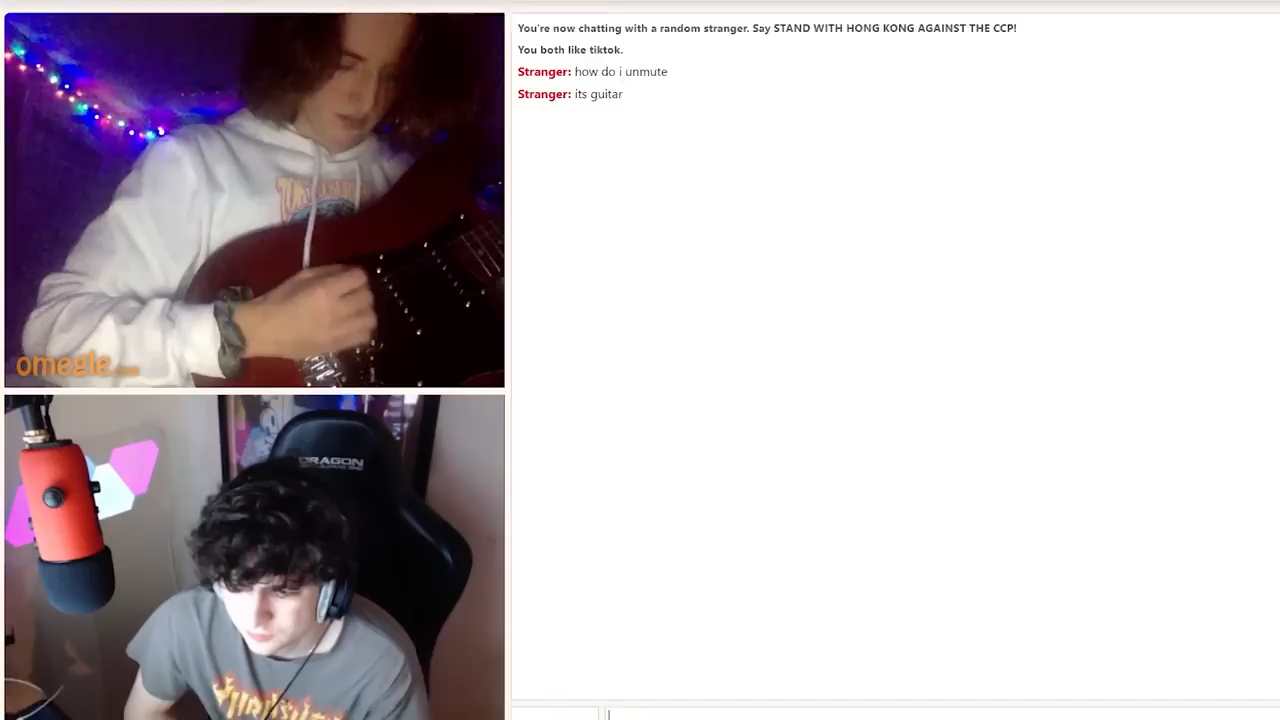 You're now chatting with a random stranger. Say STAND WITH HONG KONG AGAINST THE CCP!
You both like tiktok.
Stranger: how do i unmute
Stranger: its guitar
omegle
DRAGON